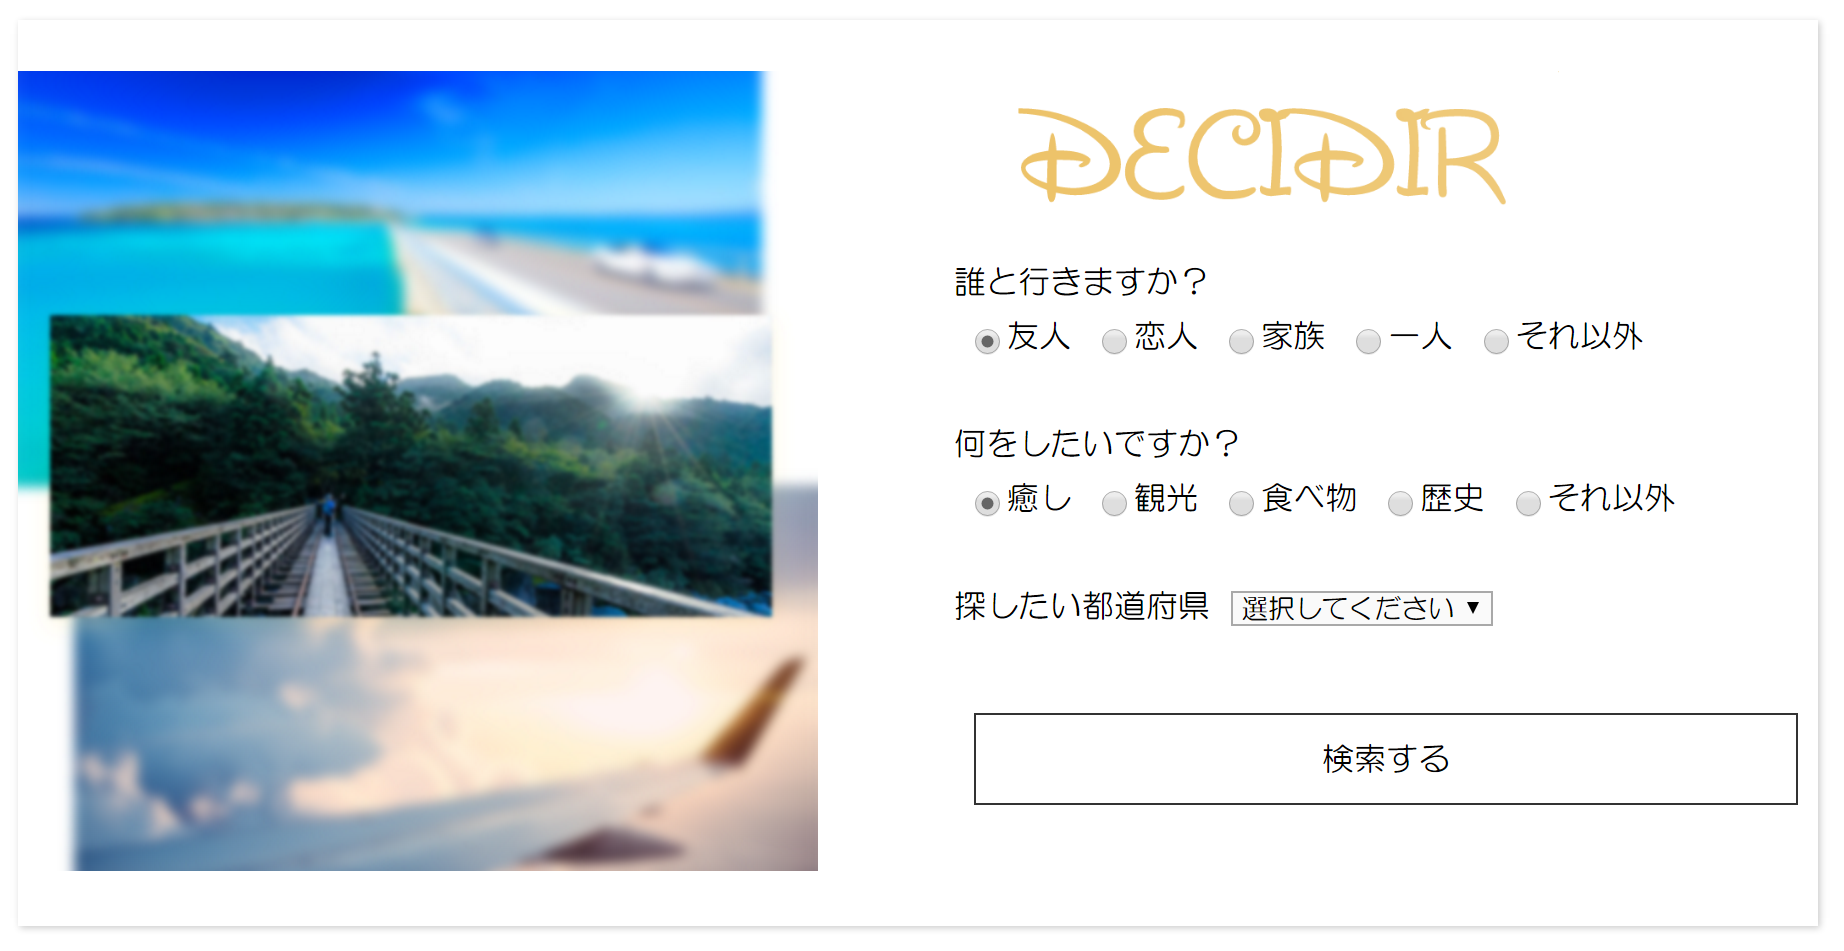 DECIDIR
誰と行きますか？
友人 恋人 家族 一人 それ以外
何をしたいですか？
癒し 観光 食べ物 歴史 それ以外
探したい都道府県 選択してください ▼
検索する